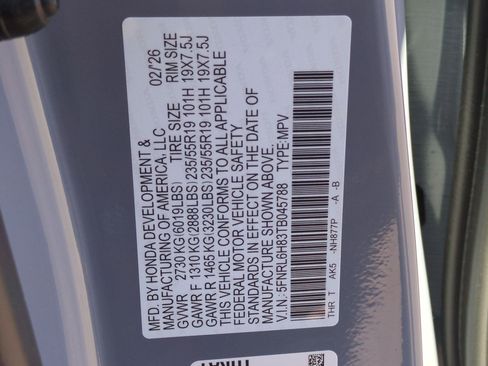 MFD. BY HONDA DEVELOPMENT & 02/'26
MANUFACTURING OF AMERICA, LLC
TIRE SIZE RIM SIZE
GVWR 2730 KG(6019LBS)
GAWR F 1310 KG(2888LBS) 235/55R19 101H 19X7.5J
GAWR R 1465 KG(3230LBS) 235/55R19 101H 19X7.5J
THIS VEHICLE CONFORMS TO ALL APPLICABLE
FEDERAL MOTOR VEHICLE SAFETY
STANDARDS IN EFFECT ON THE DATE OF
MANUFACTURE SHOWN ABOVE.
V.I.N.:5FNRL6H83TB045788 TYPE:MPV
THR T AK5 -NH877P -A -B